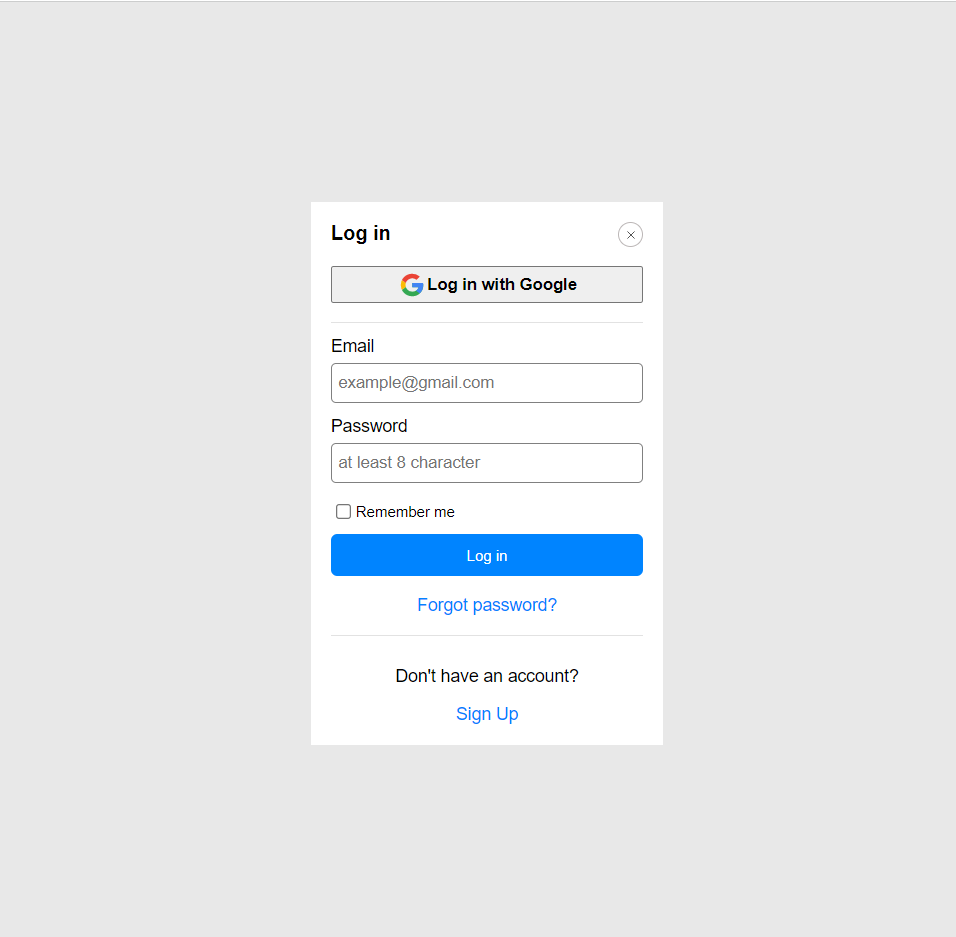 Log in
Log in with Google
Email
example@gmail.com
Password
at least 8 character
Remember me
Log in
Forgot password?
Don't have an account?
Sign Up